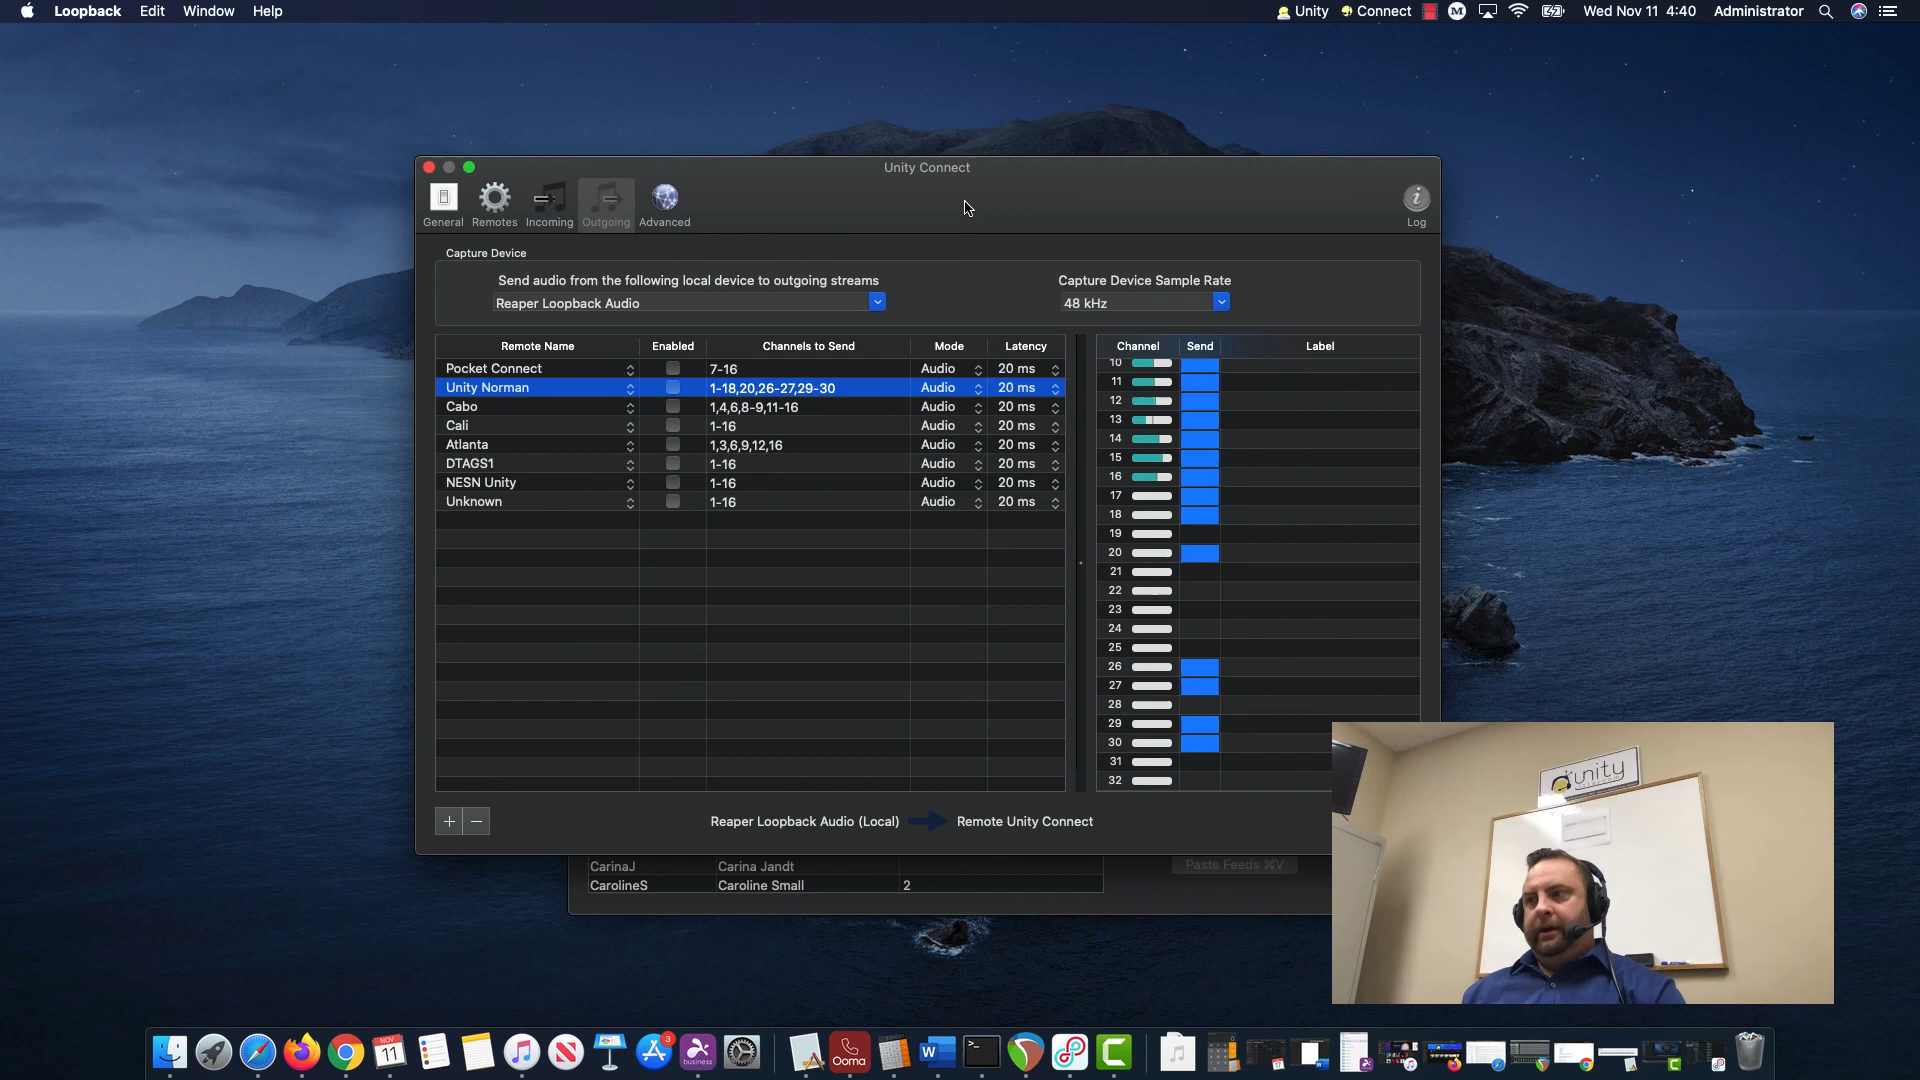 Loopback Edit Window Help
Unity Connect M Wed Nov 11 4:40 Administrator
Unity Connect
General Remotes Incoming Outgoing Advanced
Log
Capture Device
Send audio from the following local device to outgoing streams
Capture Device Sample Rate
Reaper Loopback Audio
48 kHz
Remote Name Enabled Channels to Send Mode Latency
Pocket Connect 7-16 Audio 20 ms
Unity Norman 1-18,20,26-27,29-30 Audio 20 ms
Cabo 1,4,6,8-9,11-16 Audio 20 ms
Cali 1-16 Audio 20 ms
Atlanta 1,3,6,9,12,16 Audio 20 ms
DTAGS1 1-16 Audio 20 ms
NESN Unity 1-16 Audio 20 ms
Unknown 1-16 Audio 20 ms
Channel Send Label
10
11
12
13
14
15
16
17
18
19
20
21
22
23
24
25
26
27
28
29
30
31
32
+ −
Reaper Loopback Audio (Local) Remote Unity Connect
CarinaJ Carina Jandt
CarolineS Caroline Small 2
Paste Feeds ⌘V
unity
NOV
11
3
business
Ooma
W